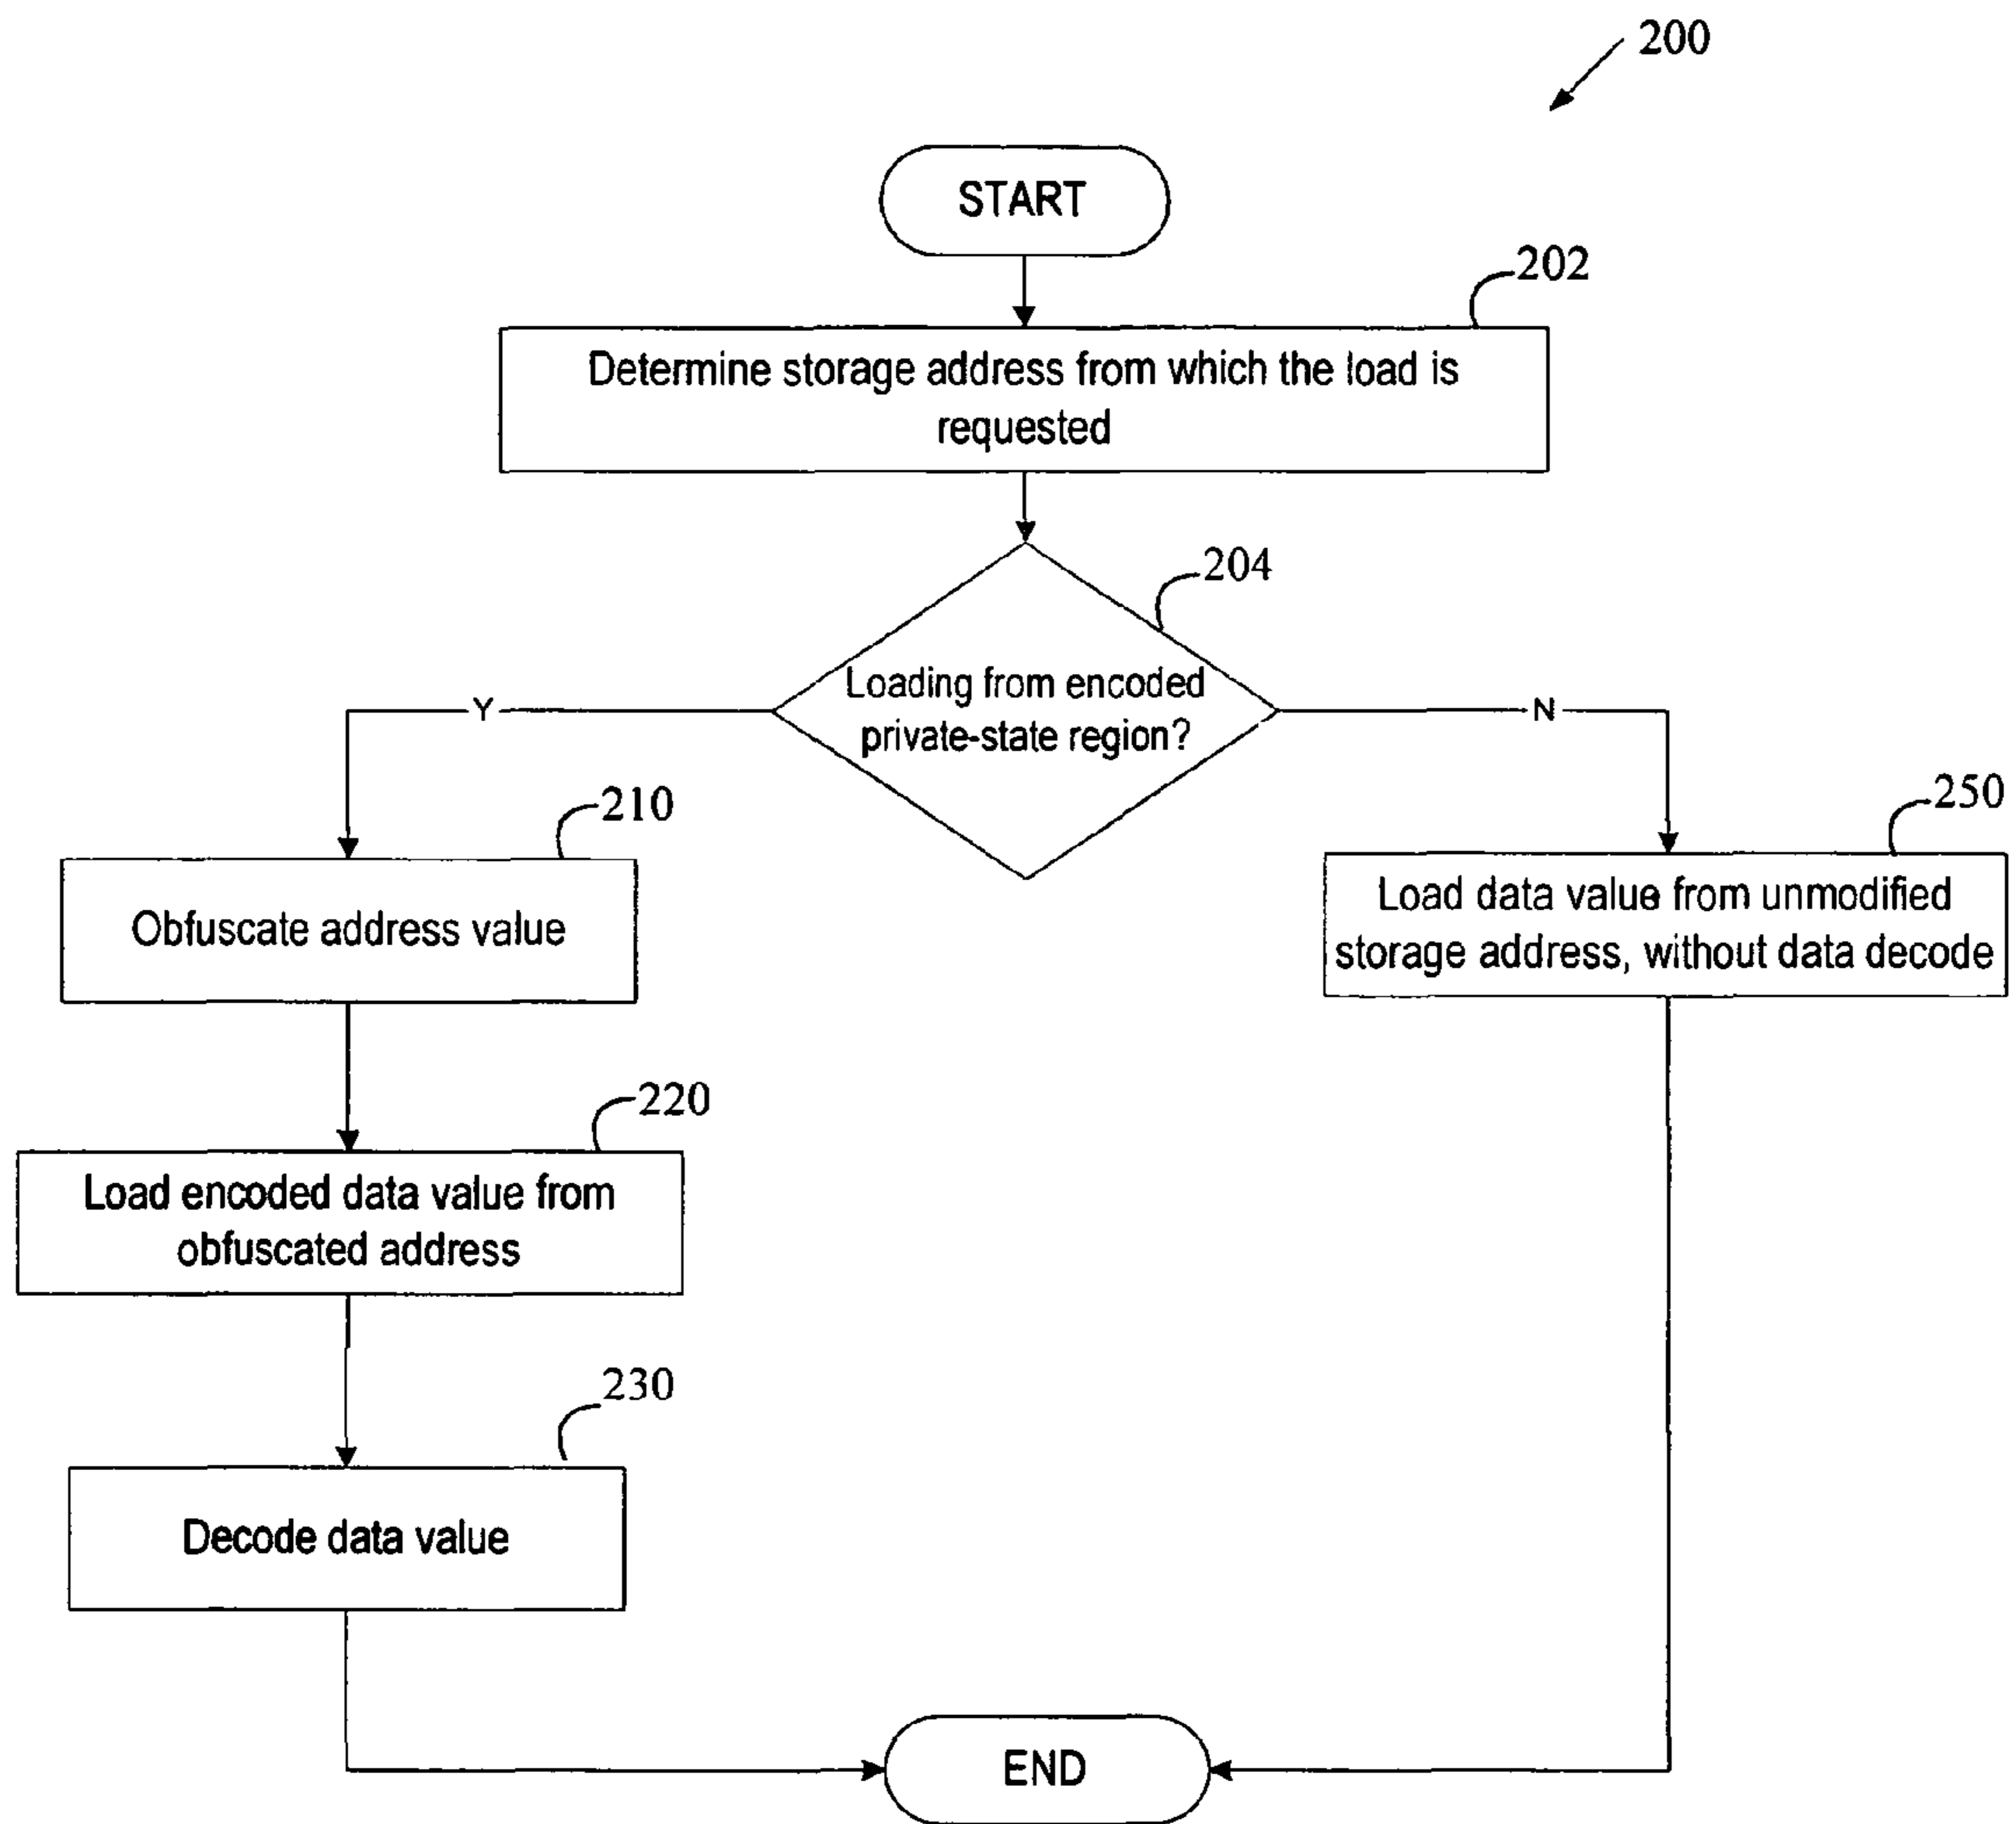 200
START
202
Determine storage address from which the load is
requested
204
Loading from encoded
private-state region?
Y
N
210
Obfuscate address value
250
Load data value from unmodified
storage address, without data decode
220
Load encoded data value from
obfuscated address
230
Decode data value
END